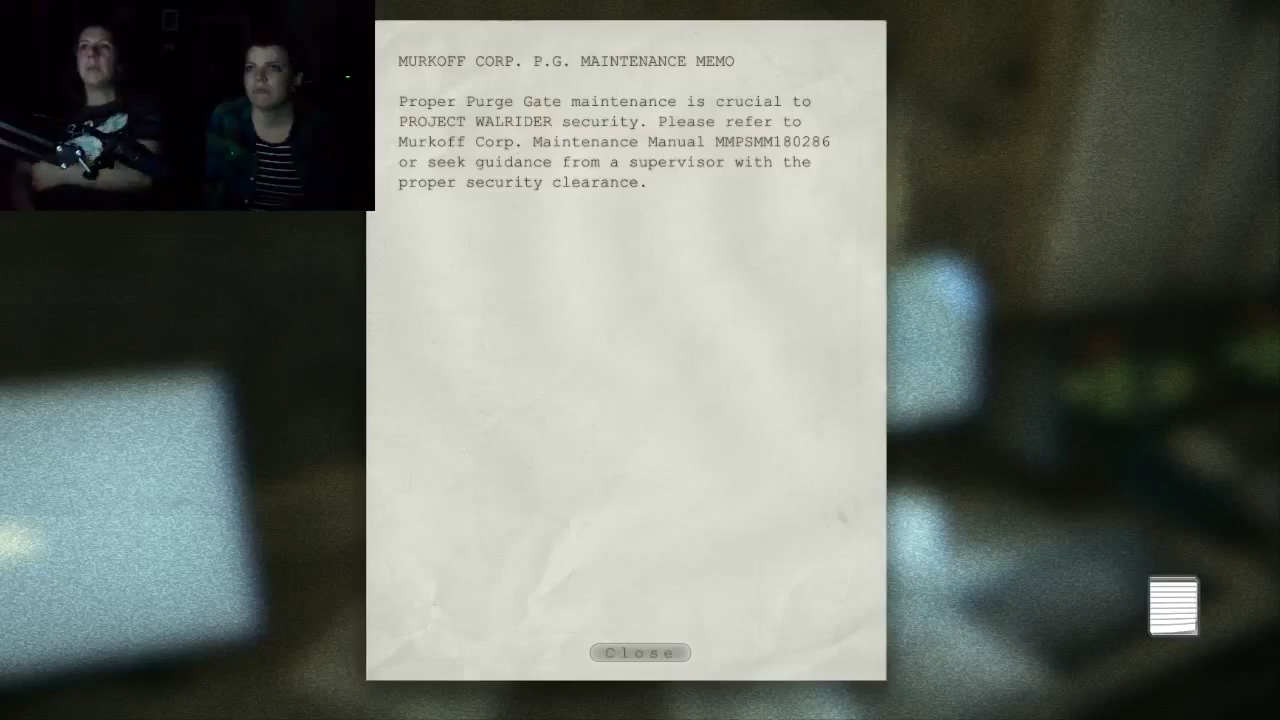 MURKOFF CORP. P.G. MAINTENANCE MEMO
Proper Purge Gate maintenance is crucial to
PROJECT WALRIDER security. Please refer to
Murkoff Corp. Maintenance Manual MMPSMM180286
or seek guidance from a supervisor with the
proper security clearance.
Close